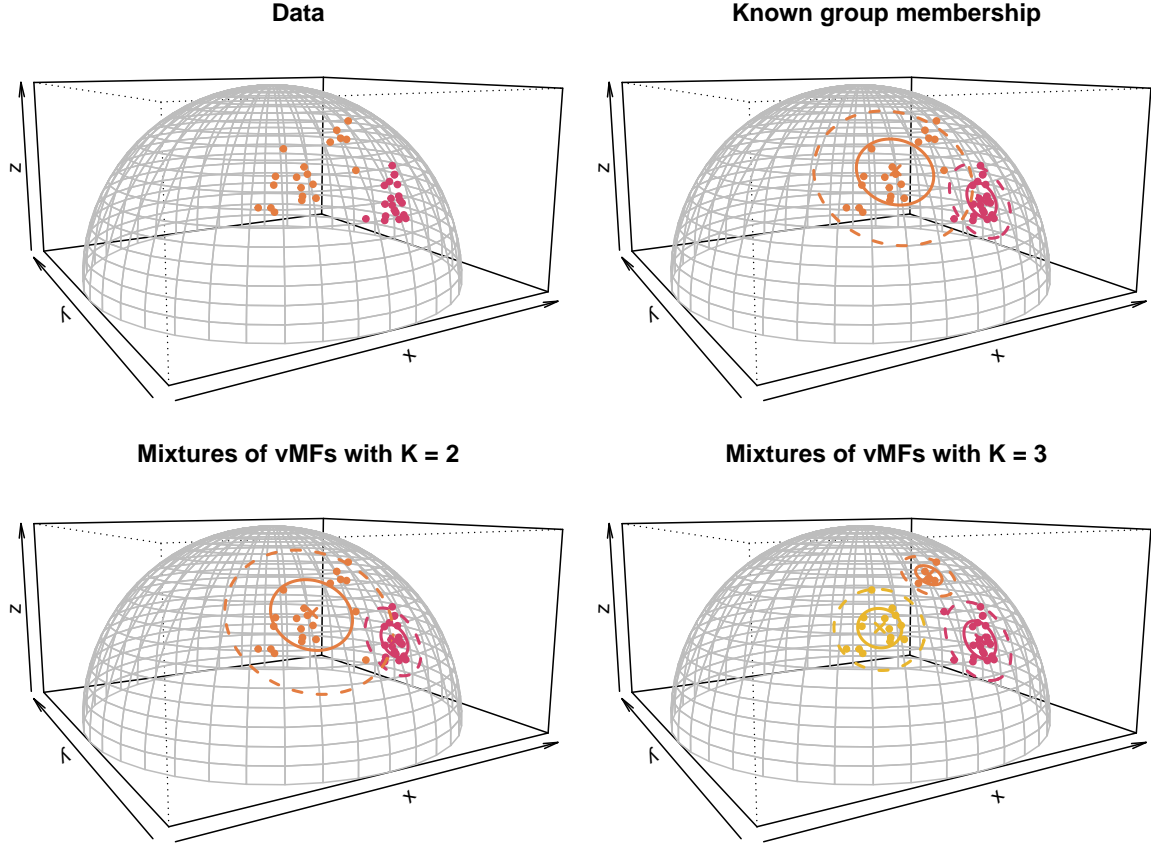 Data
Known group membership
z
y
x
z
y
x
Mixtures of vMFs with K = 2
Mixtures of vMFs with K = 3
z
y
x
z
y
x